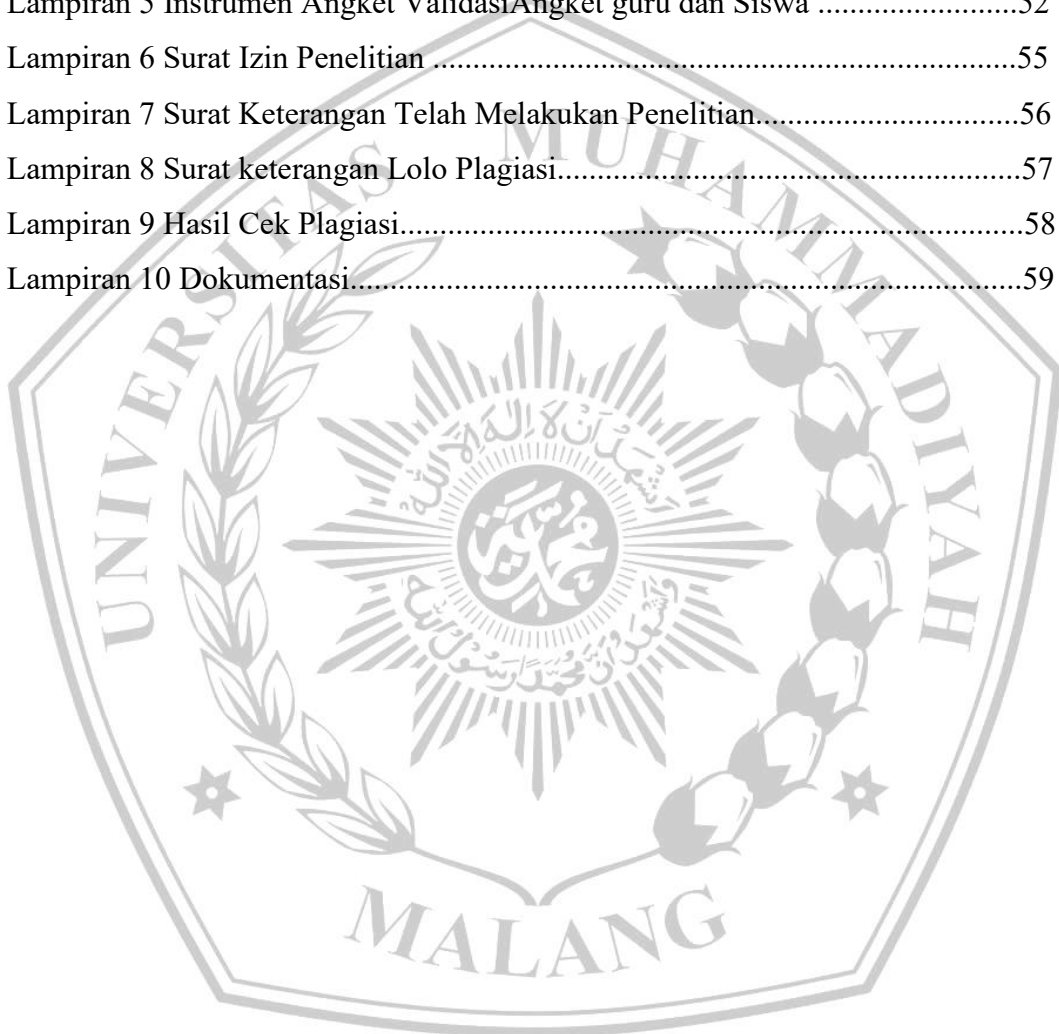 Lampiran 5 Instrumen Angket ValidasiAngket guru dan Siswa ........................52
Lampiran 6 Surat Izin Penelitian ...................................................................55
Lampiran 7 Surat Keterangan Telah Melakukan Penelitian.............................56
Lampiran 8 Surat keterangan Lolo Plagiasi.....................................................57
Lampiran 9 Hasil Cek Plagiasi....................................................................58
Lampiran 10 Dokumentasi.........................................................................59
UNIVERSITAS MUHAMMADIYAH
MALANG